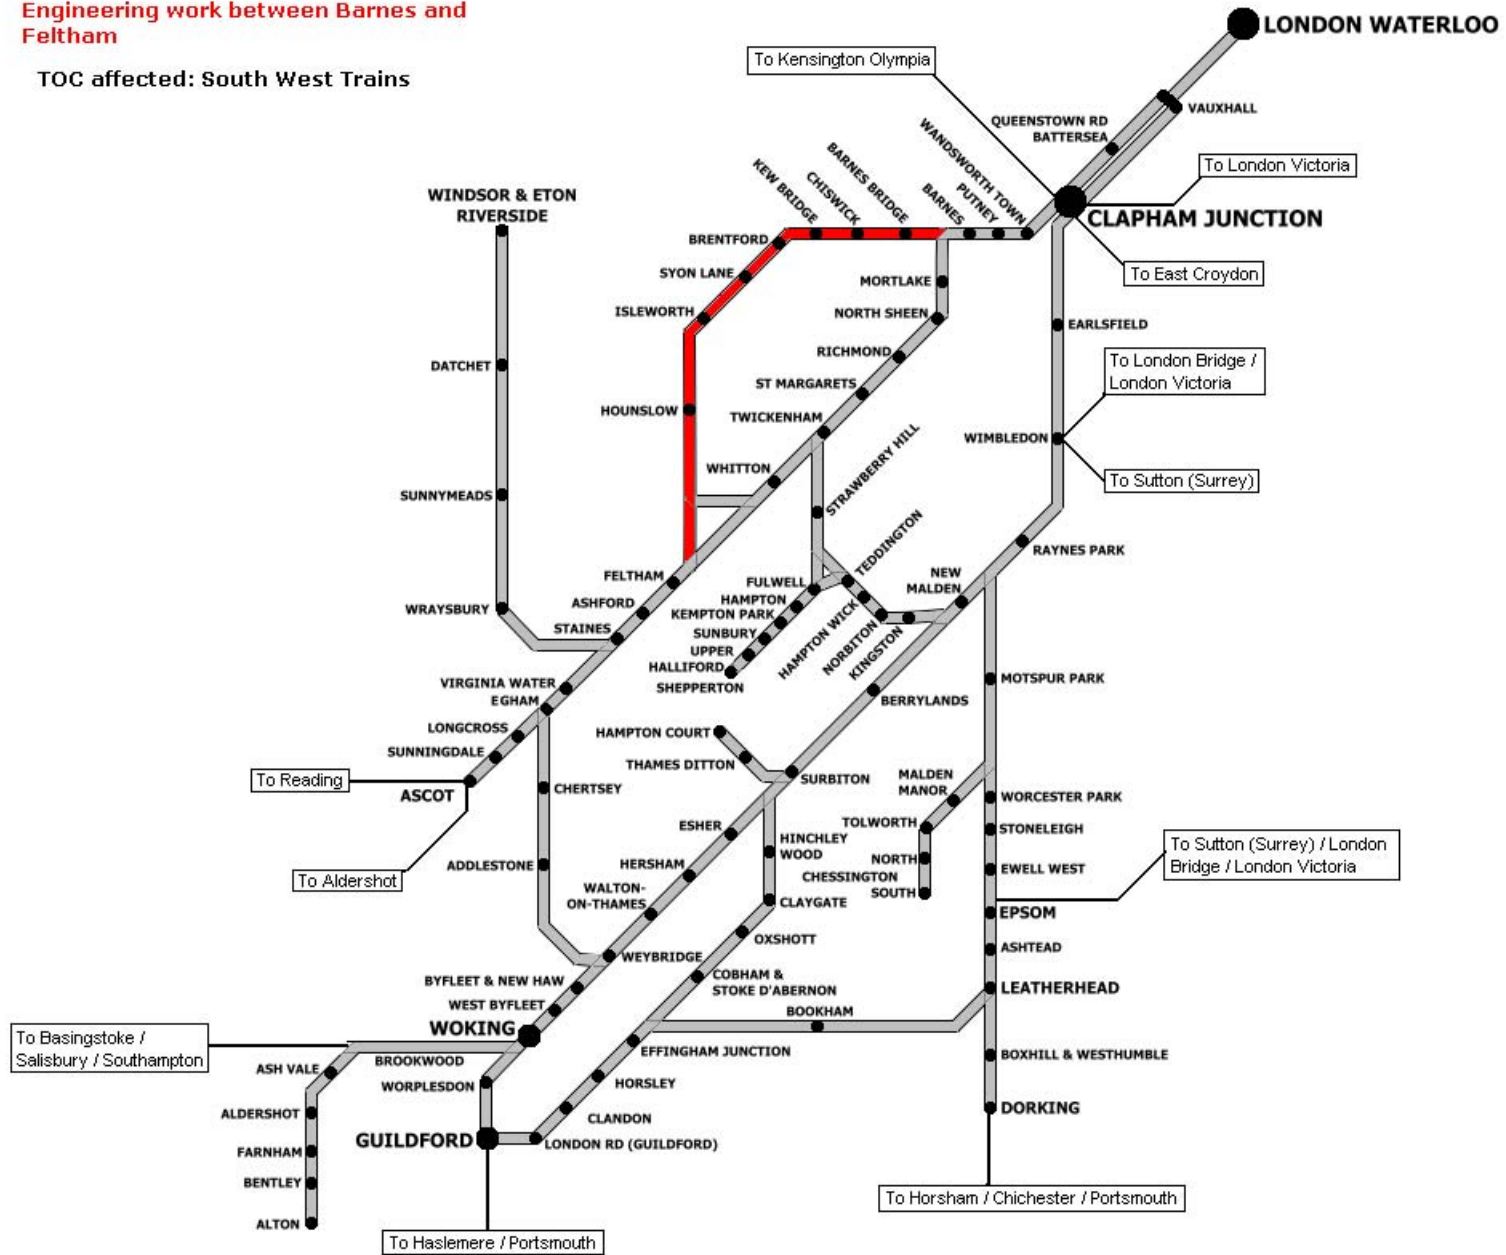 Engineering work between Barnes and
Feltham
TOC affected: South West Trains
LONDON WATERLOO
To Kensington Olympia
VAUXHALL
QUEENSTOWN RD
BATTERSEA
To London Victoria
CLAPHAM JUNCTION
To East Croydon
WANDSWORTH TOWN
PUTNEY
BARNES
BARNES BRIDGE
CHISWICK
KEW BRIDGE
BRENTFORD
SYON LANE
ISLEWORTH
HOUNSLOW
WINDSOR & ETON
RIVERSIDE
DATCHET
SUNNYMEADS
WRAYSBURY
MORTLAKE
NORTH SHEEN
RICHMOND
ST MARGARETS
TWICKENHAM
WHITTON
FELTHAM
ASHFORD
STAINES
VIRGINIA WATER
EGHAM
LONGCROSS
SUNNINGDALE
ASCOT
To Reading
To Aldershot
CHERTSEY
ADDLESTONE
STRAWBERRY HILL
TEDDINGTON
FULWELL
HAMPTON
KEMPTON PARK
SUNBURY
UPPER
HALLIFORD
SHEPPERTON
HAMPTON WICK
NORBITON
KINGSTON
NEW
MALDEN
EARLSFIELD
To London Bridge /
London Victoria
WIMBLEDON
To Sutton (Surrey)
RAYNES PARK
BERRYLANDS
SURBITON
HAMPTON COURT
THAMES DITTON
ESHER
HERSHAM
WALTON-
ON-THAMES
WEYBRIDGE
BYFLEET & NEW HAW
WEST BYFLEET
WOKING
HINCHLEY
WOOD
CLAYGATE
OXSHOTT
COBHAM &
STOKE D'ABERNON
BOOKHAM
EFFINGHAM JUNCTION
HORSLEY
CLANDON
LONDON RD (GUILDFORD)
GUILDFORD
WORPLESDON
BROOKWOOD
To Basingstoke /
Salisbury / Southampton
ASH VALE
ALDERSHOT
FARNHAM
BENTLEY
ALTON
To Haslemere / Portsmouth
MOTSPUR PARK
MALDEN
MANOR
TOLWORTH
NORTH
CHESSINGTON
SOUTH
WORCESTER PARK
STONELEIGH
EWELL WEST
To Sutton (Surrey) / London
Bridge / London Victoria
EPSOM
ASHTEAD
LEATHERHEAD
BOXHILL & WESTHUMBLE
DORKING
To Horsham / Chichester / Portsmouth